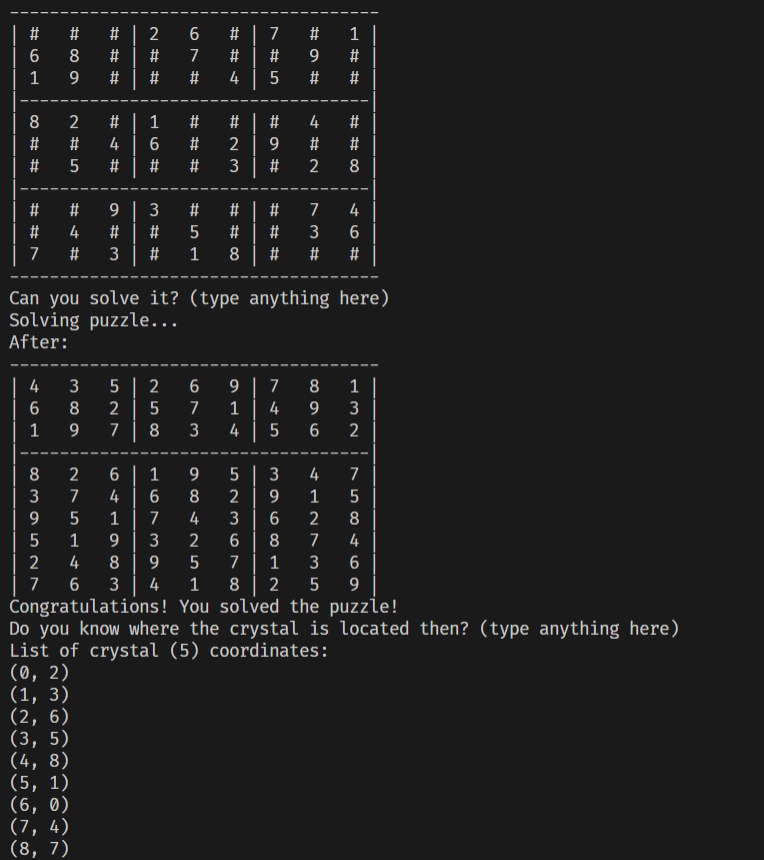 -------------------------------------
| #   #   # | 2   6   # | 7   #   1 |
| 6   8   # | #   7   # | #   9   # |
| 1   9   # | #   #   4 | 5   #   # |
|-----------------------------------|
| 8   2   # | 1   #   # | #   4   # |
| #   #   4 | 6   #   2 | 9   #   # |
| #   5   # | #   #   3 | #   2   8 |
|-----------------------------------|
| #   #   9 | 3   #   # | #   7   4 |
| #   4   # | #   5   # | #   3   6 |
| 7   #   3 | #   1   8 | #   #   # |
-------------------------------------
Can you solve it? (type anything here)
Solving puzzle...
After:
-------------------------------------
| 4   3   5 | 2   6   9 | 7   8   1 |
| 6   8   2 | 5   7   1 | 4   9   3 |
| 1   9   7 | 8   3   4 | 5   6   2 |
|-----------------------------------|
| 8   2   6 | 1   9   5 | 3   4   7 |
| 3   7   4 | 6   8   2 | 9   1   5 |
| 9   5   1 | 7   4   3 | 6   2   8 |
| 5   1   9 | 3   2   6 | 8   7   4 |
| 2   4   8 | 9   5   7 | 1   3   6 |
| 7   6   3 | 4   1   8 | 2   5   9 |
Congratulations! You solved the puzzle!
Do you know where the crystal is located then? (type anything here)
List of crystal (5) coordinates:
(0, 2)
(1, 3)
(2, 6)
(3, 5)
(4, 8)
(5, 1)
(6, 0)
(7, 4)
(8, 7)